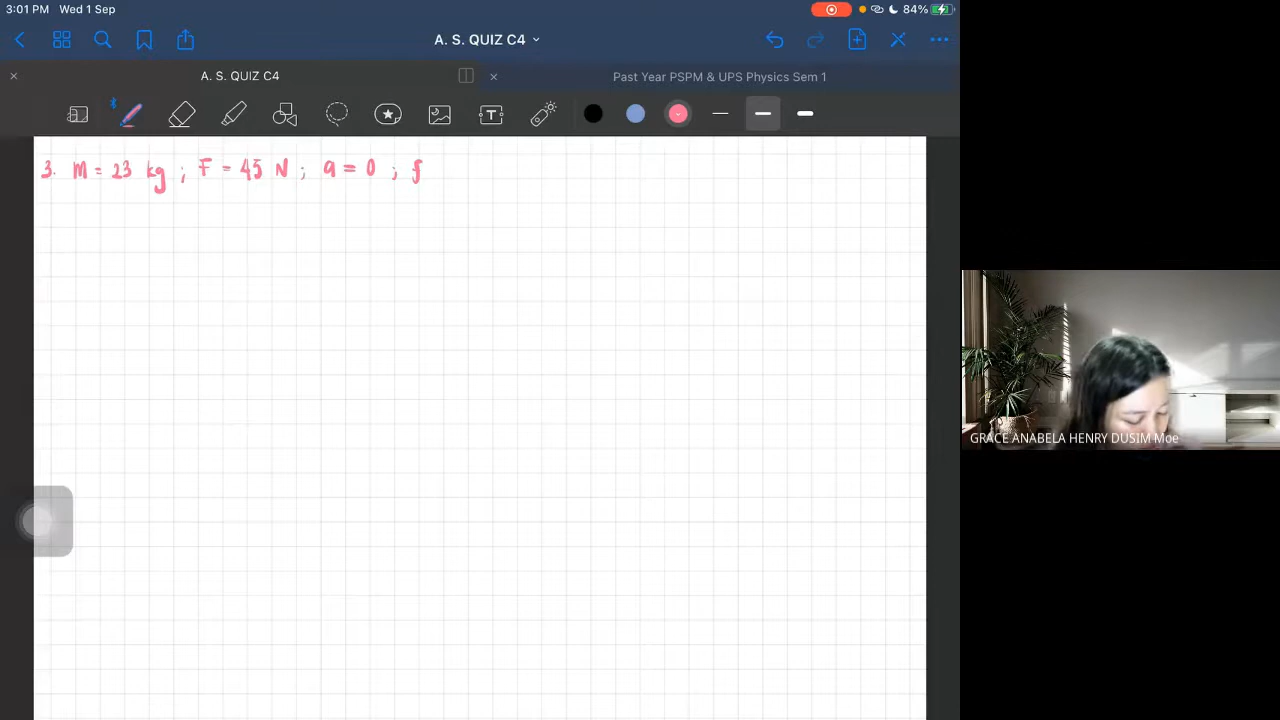 3:01 PM Wed 1 Sep
84%
A. S. QUIZ C4
A. S. QUIZ C4
Past Year PSPM & UPS Physics Sem 1
T
3. m = 23 kg ; F = 45 N ; a = 0 ; f
GRACE ANABELA HENRY DUSIM Moe